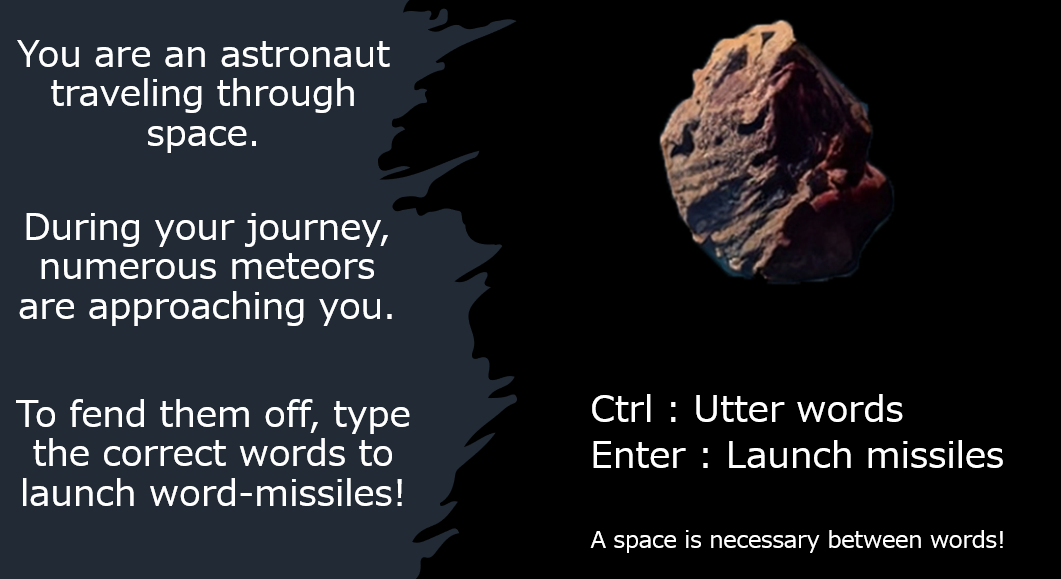 You are an astronaut
traveling through
space.
During your journey,
numerous meteors
are approaching you.
To fend them off, type
the correct words to
launch word-missiles!
Ctrl : Utter words
Enter : Launch missiles
A space is necessary between words!